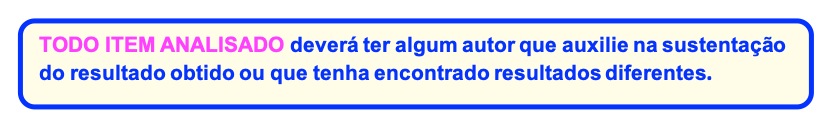 TODO ITEM ANALISADO deverá ter algum autor que auxilie na sustentação
do resultado obtido ou que tenha encontrado resultados diferentes.